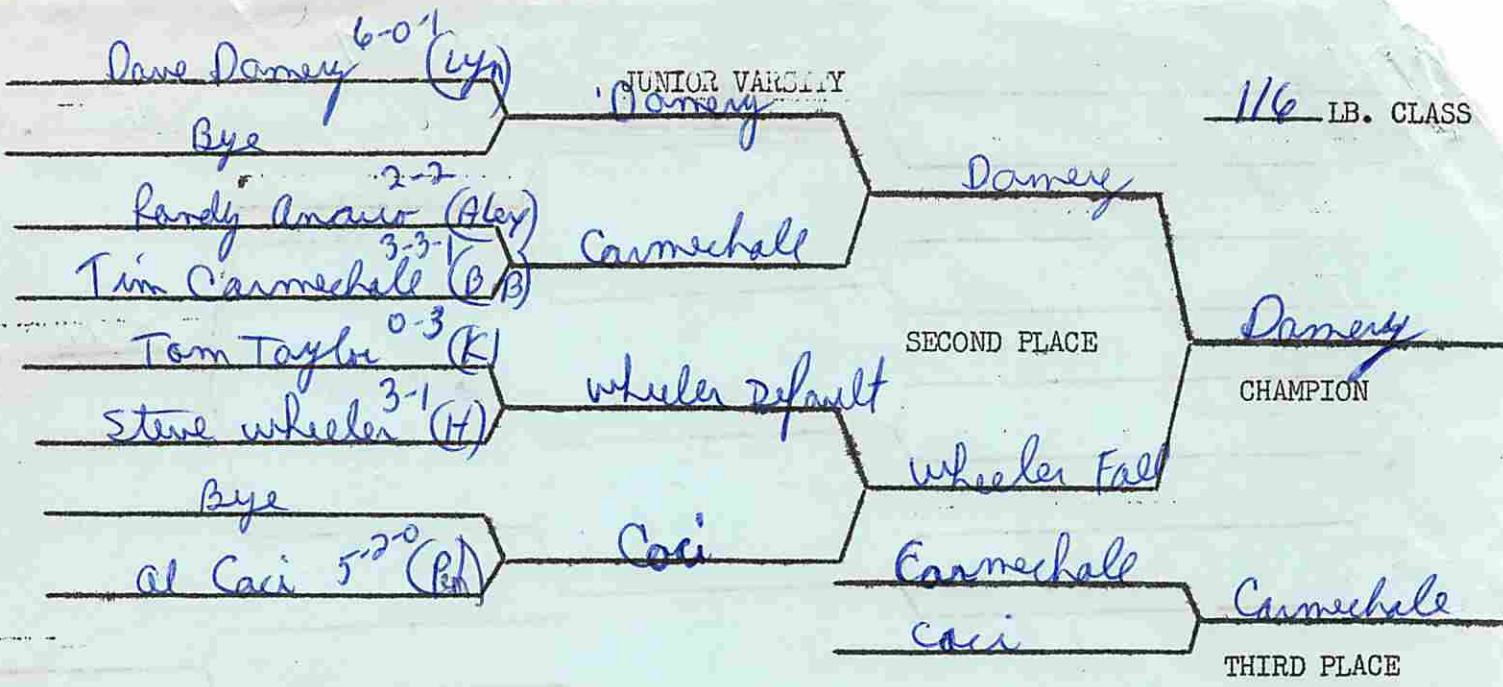 6-0-1
Dave Damery (Lyn)
JUNIOR VARSITY
Damery
116 LB. CLASS
Bye
2-2
Randy (Alex)
Damery
3-3-1
Tim Carmechale (BB)
Carmechale
0-3
Tom Taylor (K)
SECOND PLACE
Damery
CHAMPION
3-1
Steve Wheeler (H)
Wheeler Default
Bye
Wheeler Fall
Al Caci 5-2-0 (Pem)
Caci
Carmechale
Caci
Carmechale
THIRD PLACE